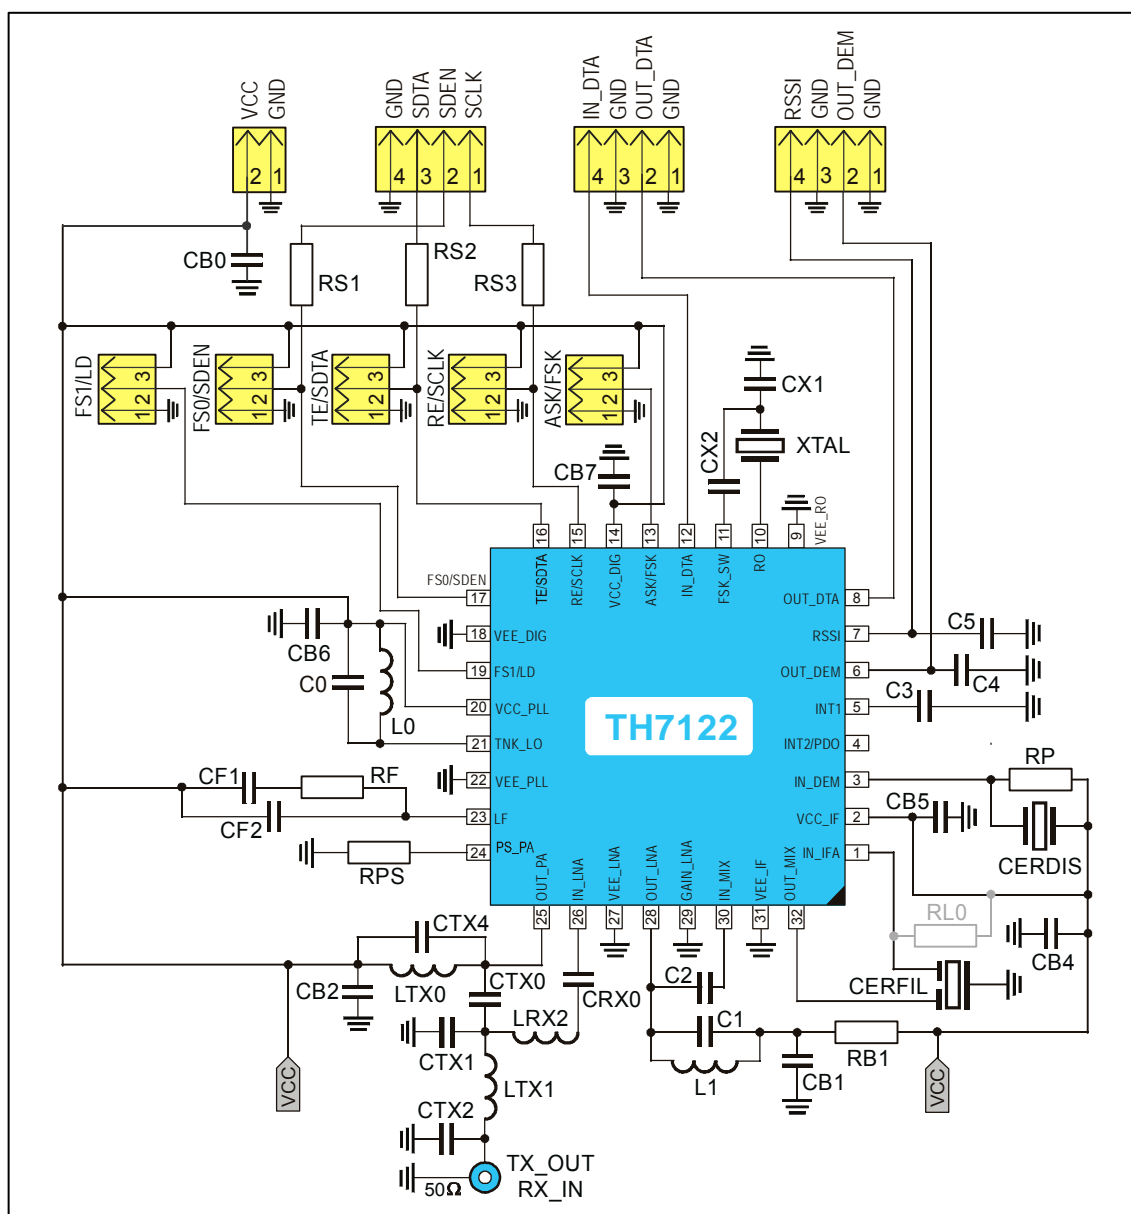 VCC
GND
GND
SDTA
SDEN
SCLK
IN_DTA
GND
OUT_DTA
GND
RSSI
GND
OUT_DEM
GND
2
1
4
3
2
1
4
3
2
1
4
3
2
1
CB0
RS1
RS2
RS3
FS1/LD
1 2 3
FS0/SDEN
1 2 3
TE/SDTA
1 2 3
RE/SCLK
1 2 3
ASK/FSK
1 2 3
CX1
CX2
XTAL
CB7
VEE_RO
16
15
14
13
12
11
10
9
TE/SDTA
RE/SCLK
VCC_DIG
ASK/FSK
IN_DTA
FSK_SW
RO
FS0/SDEN
17
18 VEE_DIG
19 FS1/LD
20 VCC_PLL
21 TNK_LO
22 VEE_PLL
23 LF
24 PS_PA
OUT_DTA 8
RSSI 7
OUT_DEM 6
INT1 5
INT2/PDO 4
IN_DEM 3
VCC_IF 2
IN_IFA 1
TH7122
CB6
C0
L0
CF1
RF
CF2
RPS
C5
C4
C3
RP
CB5
CERDIS
RL0
CB4
CERFIL
OUT_PA
IN_LNA
VEE_LNA
OUT_LNA
GAIN_LNA
IN_MIX
VEE_IF
OUT_MIX
25
26
27
28
29
30
31
32
CTX4
LTX0
CB2
CTX0
CRX0
LRX2
CTX1
LTX1
CTX2
C2
C1
L1
CB1
RB1
VCC
VCC
50Ω
TX_OUT
RX_IN